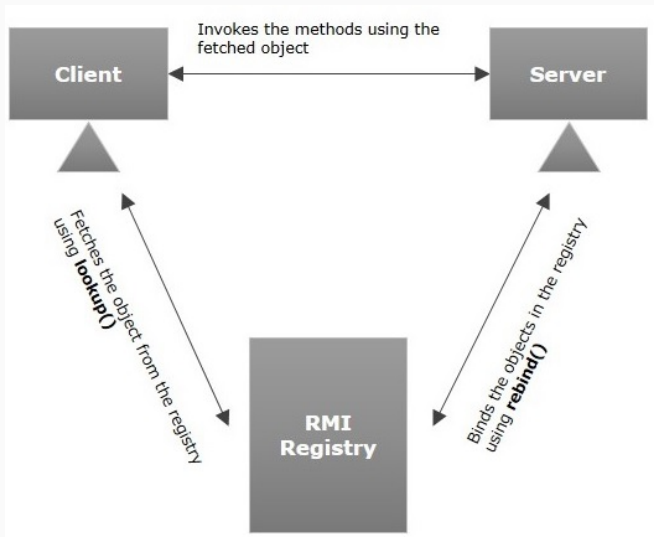 Invokes the methods using the
fetched object
Client
Server
Fetches the object from the registry
using lookup()
Binds the objects in the registry
using rebind()
RMI
Registry